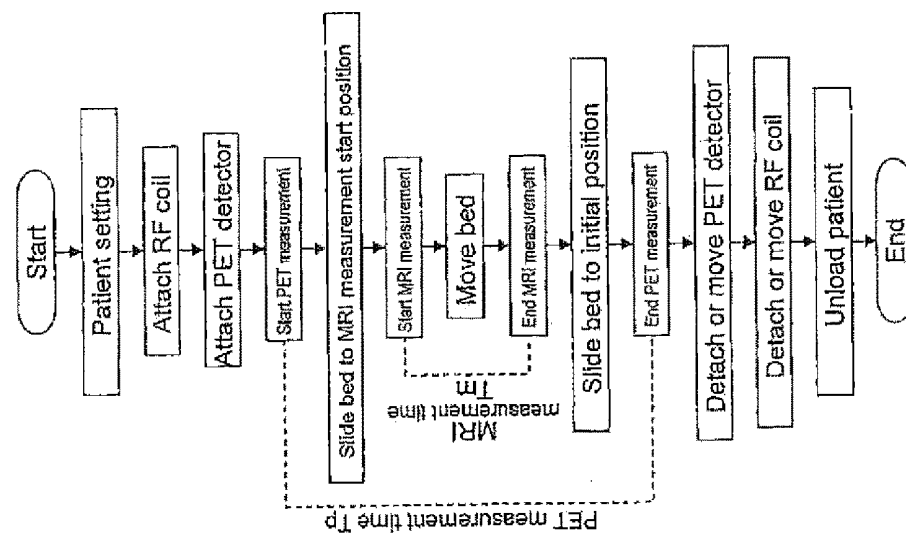 Start
Patient setting
Attach RF coil
Attach PET detector
Start PET measurement
Slide bed to MRI measurement start position
Start MRI measurement
Move bed
End MRI measurement
MRI
measurement time
Tm
Slide bed to initial position
End PET measurement
PET measurement time Tp
Detach or move PET detector
Detach or move RF coil
Unload patient
End